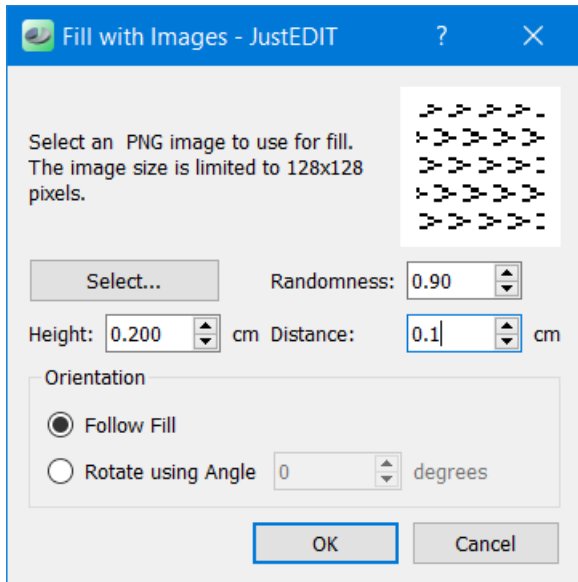 Fill with Images - JustEDIT ?
Select an PNG image to use for fill.
The image size is limited to 128x128
pixels.
Select... Randomness: 0.90
Height: 0.200 cm Distance: 0.1 cm
Orientation
Follow Fill
Rotate using Angle 0 degrees
OK Cancel